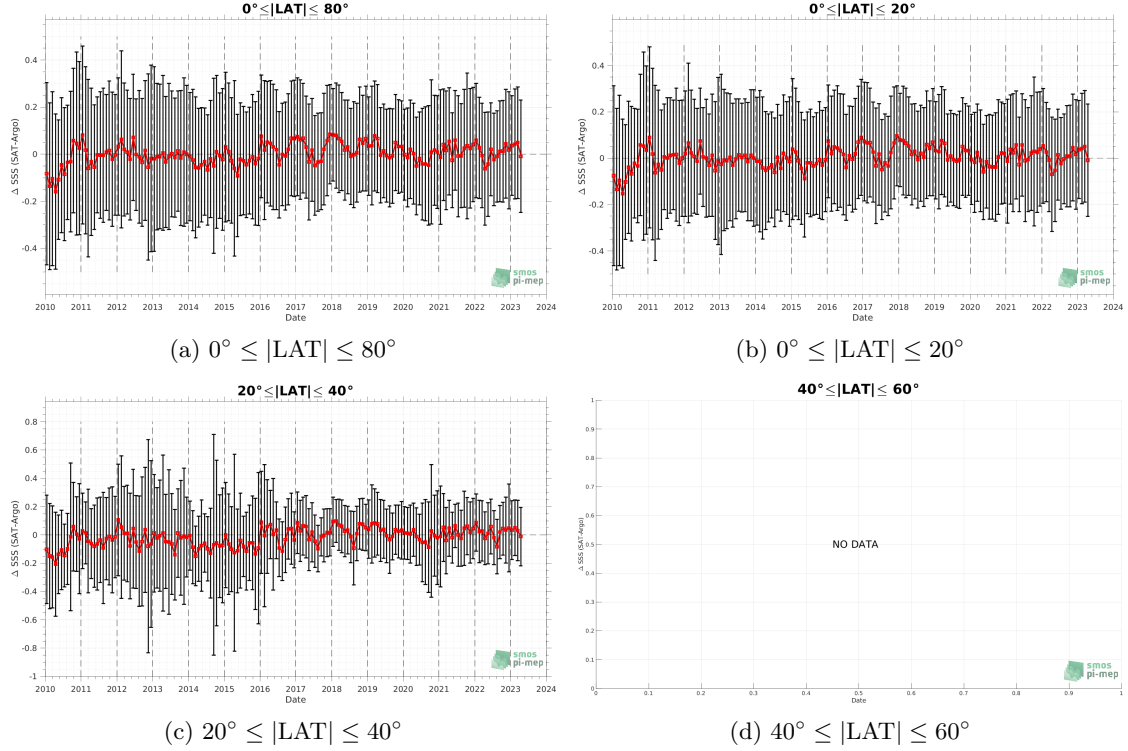 0°≤|LAT|≤ 80°
Δ SSS (SAT-Argo)
0.4
0.2
0
-0.2
-0.4
2010 2011 2012 2013 2014 2015 2016 2017 2018 2019 2020 2021 2022 2023 2024
Date
smos
pi-mep
(a) 0° ≤ |LAT| ≤ 80°
0°≤|LAT|≤ 20°
Δ SSS (SAT-Argo)
0.4
0.2
0
-0.2
-0.4
2010 2011 2012 2013 2014 2015 2016 2017 2018 2019 2020 2021 2022 2023 2024
Date
smos
pi-mep
(b) 0° ≤ |LAT| ≤ 20°
20°≤|LAT|≤ 40°
Δ SSS (SAT-Argo)
0.8
0.6
0.4
0.2
0
-0.2
-0.4
-0.6
-0.8
-1
2010 2011 2012 2013 2014 2015 2016 2017 2018 2019 2020 2021 2022 2023 2024
Date
smos
pi-mep
(c) 20° ≤ |LAT| ≤ 40°
40°≤|LAT|≤ 60°
Δ SSS (SAT-Argo)
1
0.9
0.8
0.7
0.6
0.5
0.4
0.3
0.2
0.1
0
NO DATA
0 0.1 0.2 0.3 0.4 0.5 0.6 0.7 0.8 0.9 1
Date
smos
pi-mep
(d) 40° ≤ |LAT| ≤ 60°